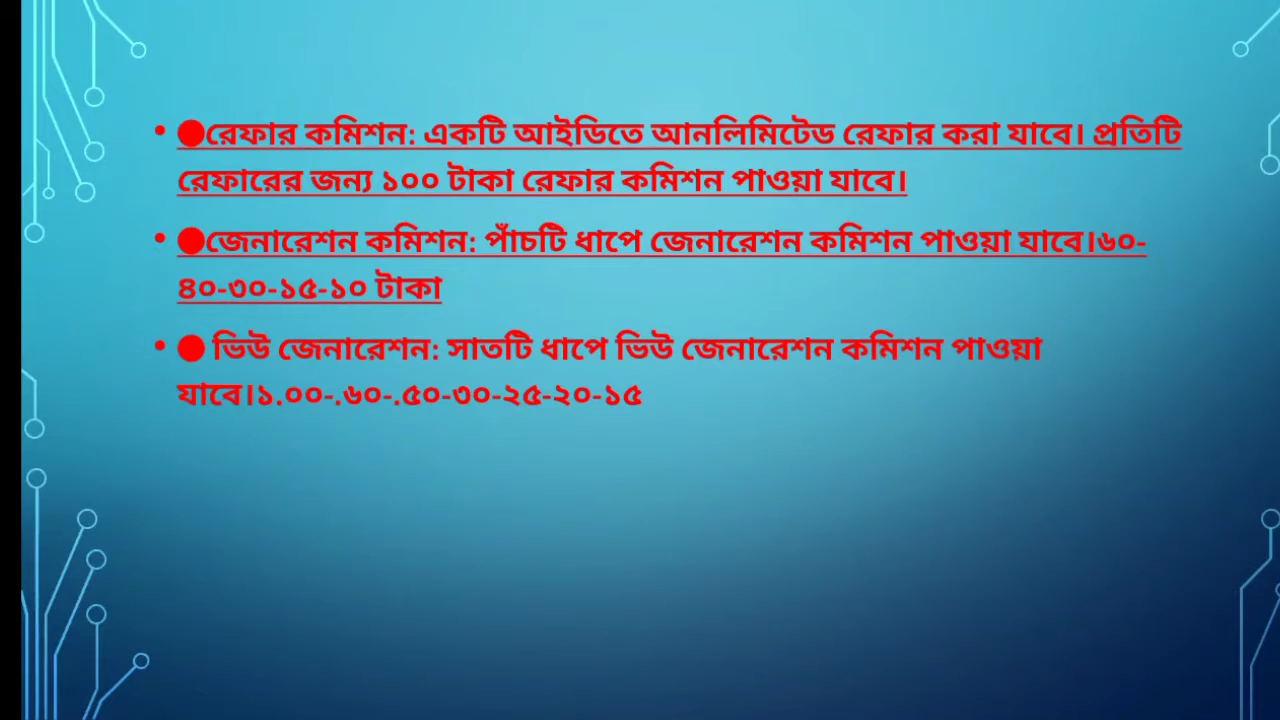 • ●রেফার কমিশন: একটি আইডিতে আনলিমিটেড রেফার করা যাবে। প্রতিটি
রেফারের জন্য ১০০ টাকা রেফার কমিশন পাওয়া যাবে।
• ●জেনারেশন কমিশন: পাঁচটি ধাপে জেনারেশন কমিশন পাওয়া যাবে।৬০-
৪০-৩০-১৫-১০ টাকা
• ● ভিউ জেনারেশন: সাতটি ধাপে ভিউ জেনারেশন কমিশন পাওয়া
যাবে।১.০০-.৬০-.৫০-৩০-২৫-২০-১৫